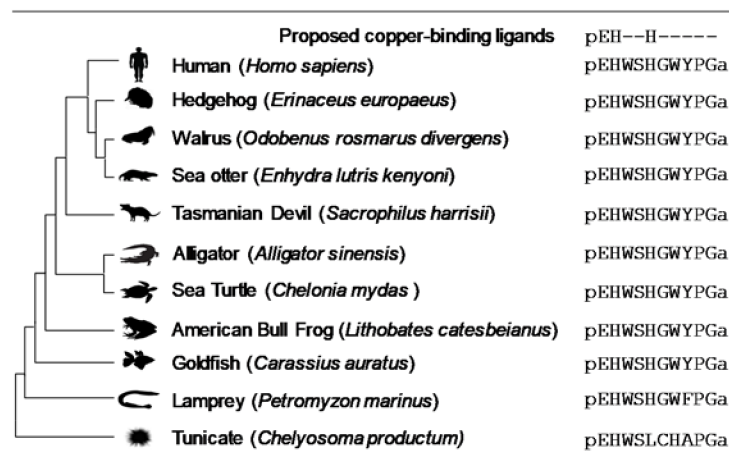 Proposed copper-binding ligands pEH--H-----
Human (Homo sapiens) pEHWSHGWYPGa
Hedgehog (Erinaceus europaeus) pEHWSHGWYPGa
Walrus (Odobenus rosmarus divergens) pEHWSHGWYPGa
Sea otter (Enhydra lutris kenyoni) pEHWSHGWYPGa
Tasmanian Devil (Sacrophilus harrisii) pEHWSHGWYPGa
Alligator (Alligator sinensis) pEHWSHGWYPGa
Sea Turtle (Chelonia mydas ) pEHWSHGWYPGa
American Bull Frog (Lithobates catesbeianus) pEHWSHGWYPGa
Goldfish (Carassius auratus) pEHWSHGWYPGa
Lamprey (Petromyzon marinus) pEHWSHGWFPGa
Tunicate (Chelyosoma productum) pEHWSLCHAPGa